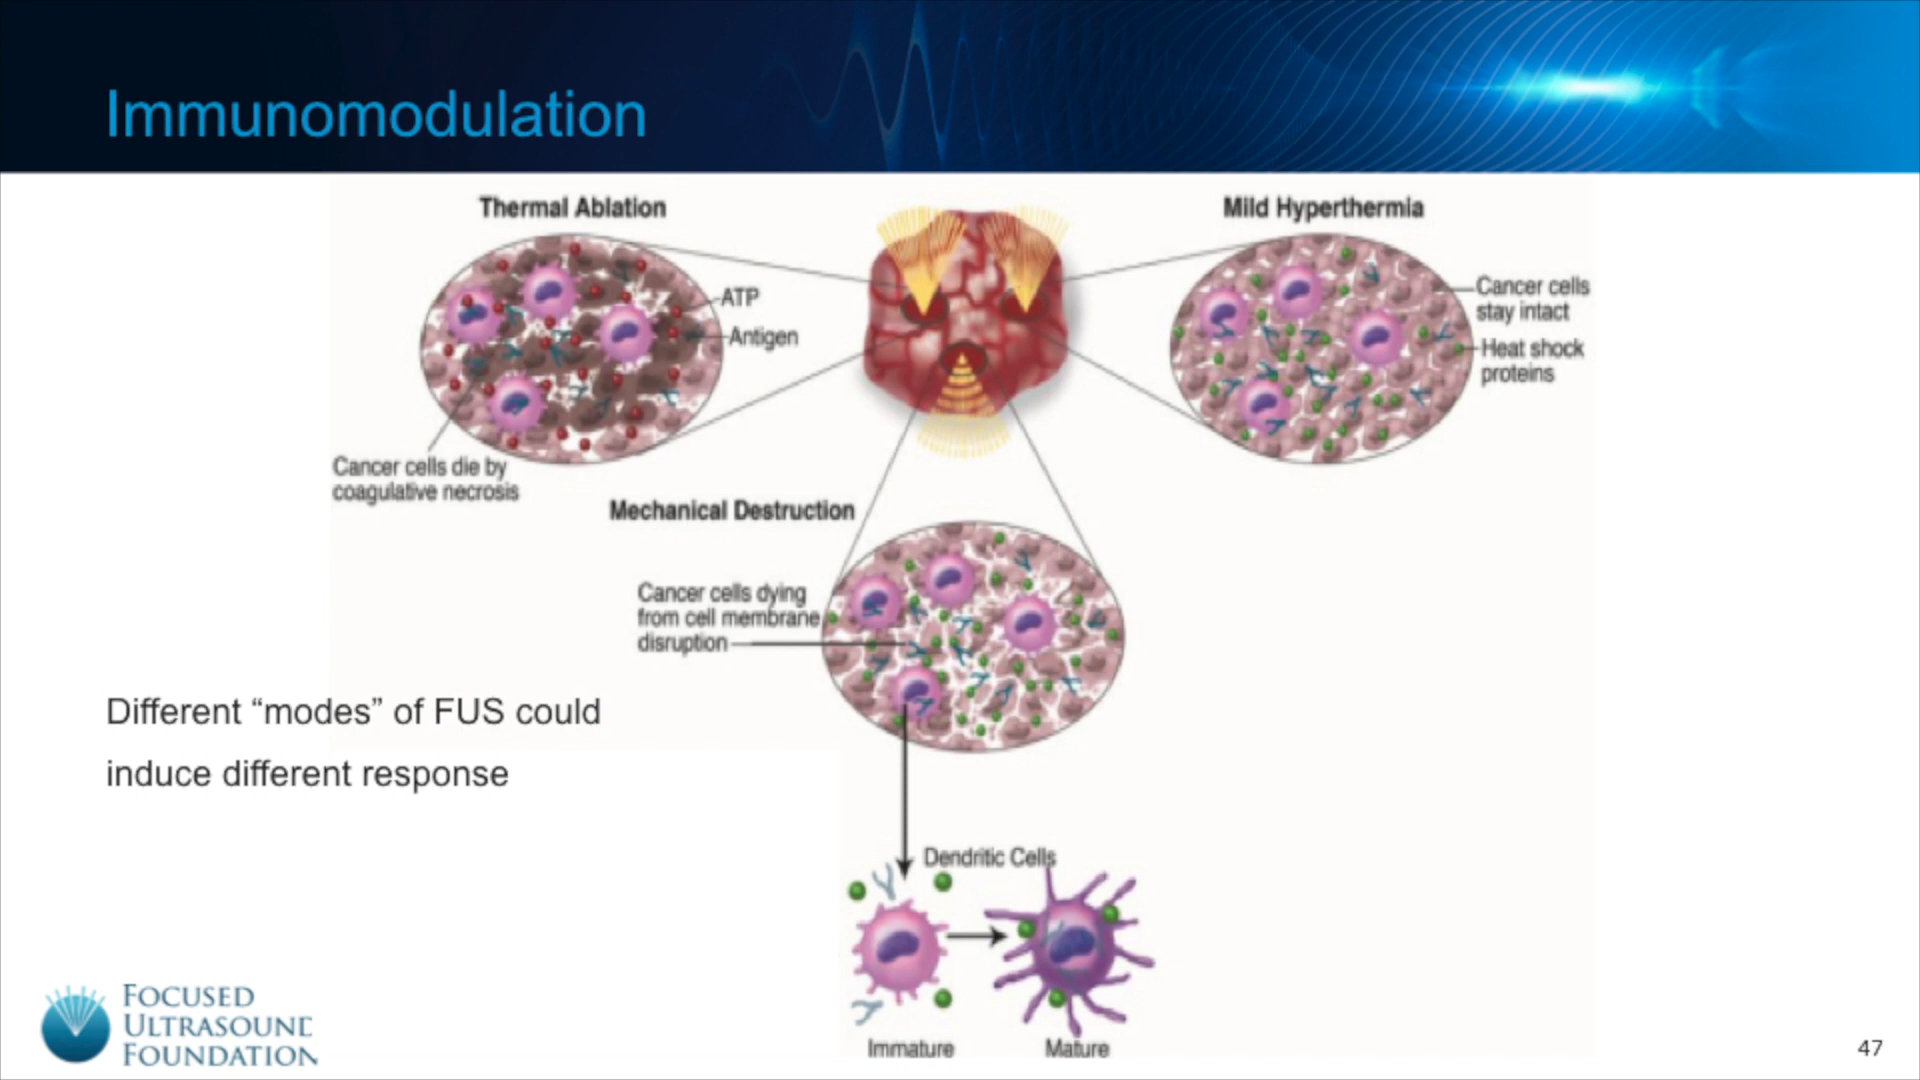 Immunomodulation
Thermal Ablation
ATP
Antigen
Cancer cells die by
coagulative necrosis
Mild Hyperthermia
Cancer cells
stay intact
Heat shock
proteins
Mechanical Destruction
Cancer cells dying
from cell membrane
disruption
Different “modes” of FUS could
induce different response
Dendritic Cells
Immature
Mature
FOCUSED
ULTRASOUND
FOUNDATION
47